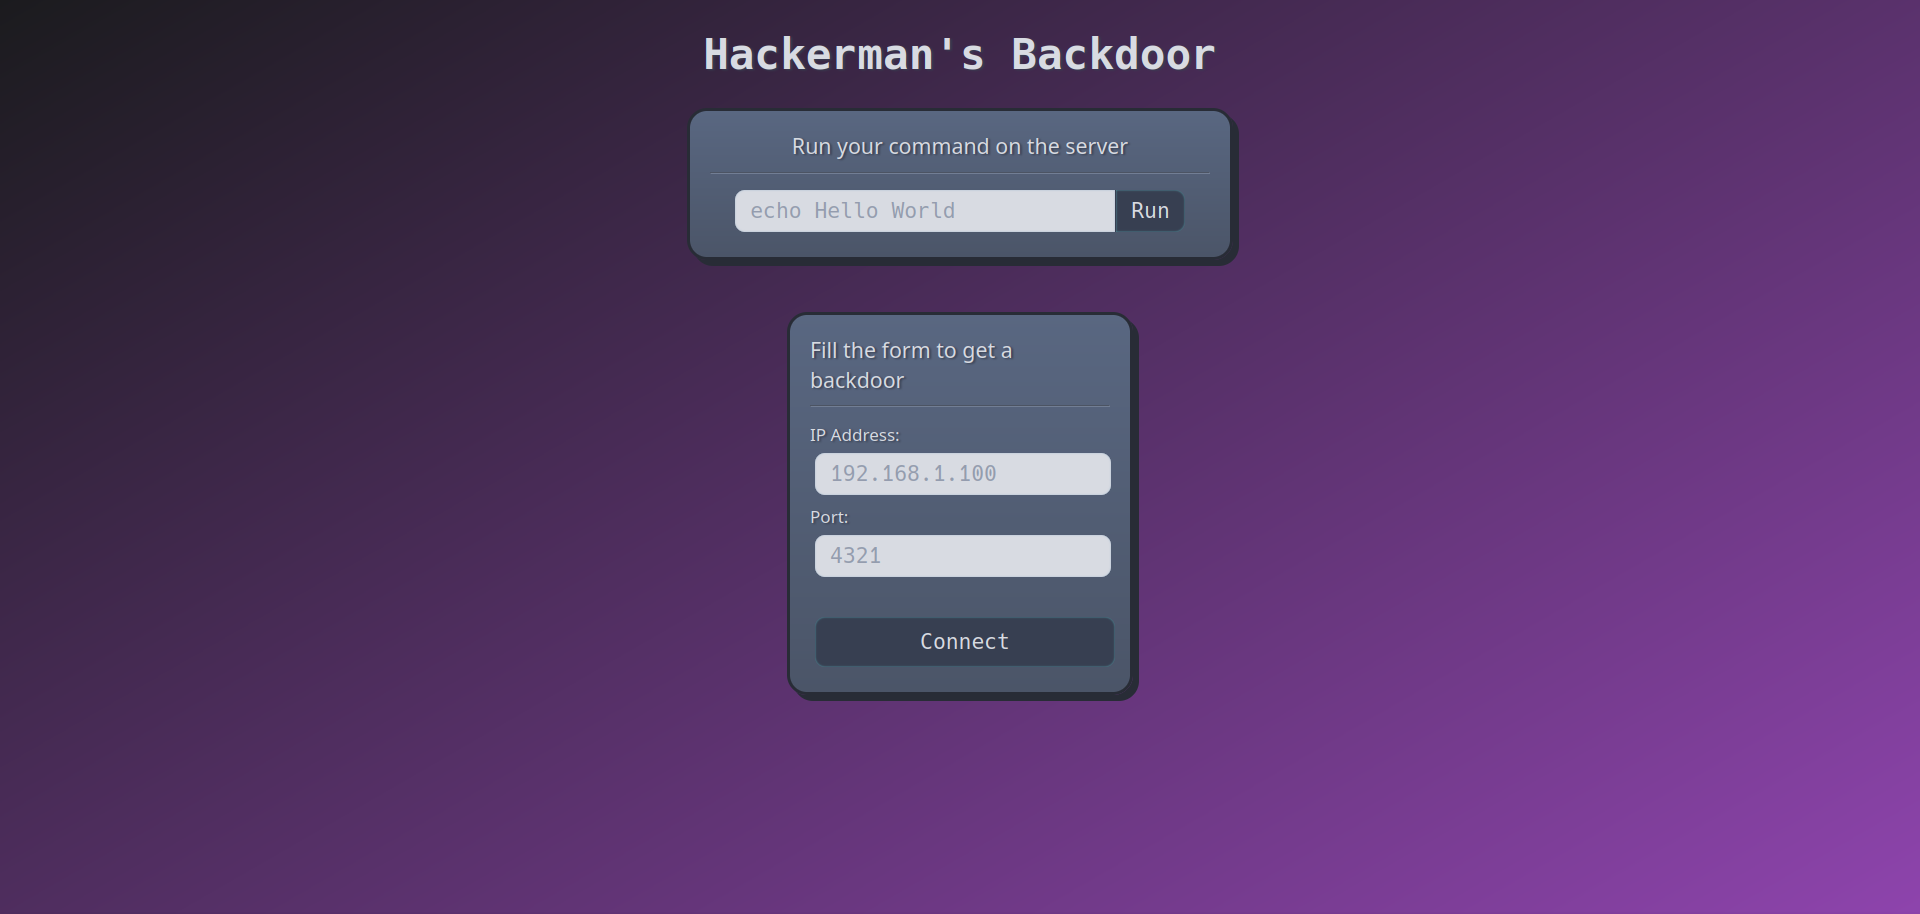 Hackerman's Backdoor
Run your command on the server
echo Hello World
Run
Fill the form to get a
backdoor
IP Address:
192.168.1.100
Port:
4321
Connect